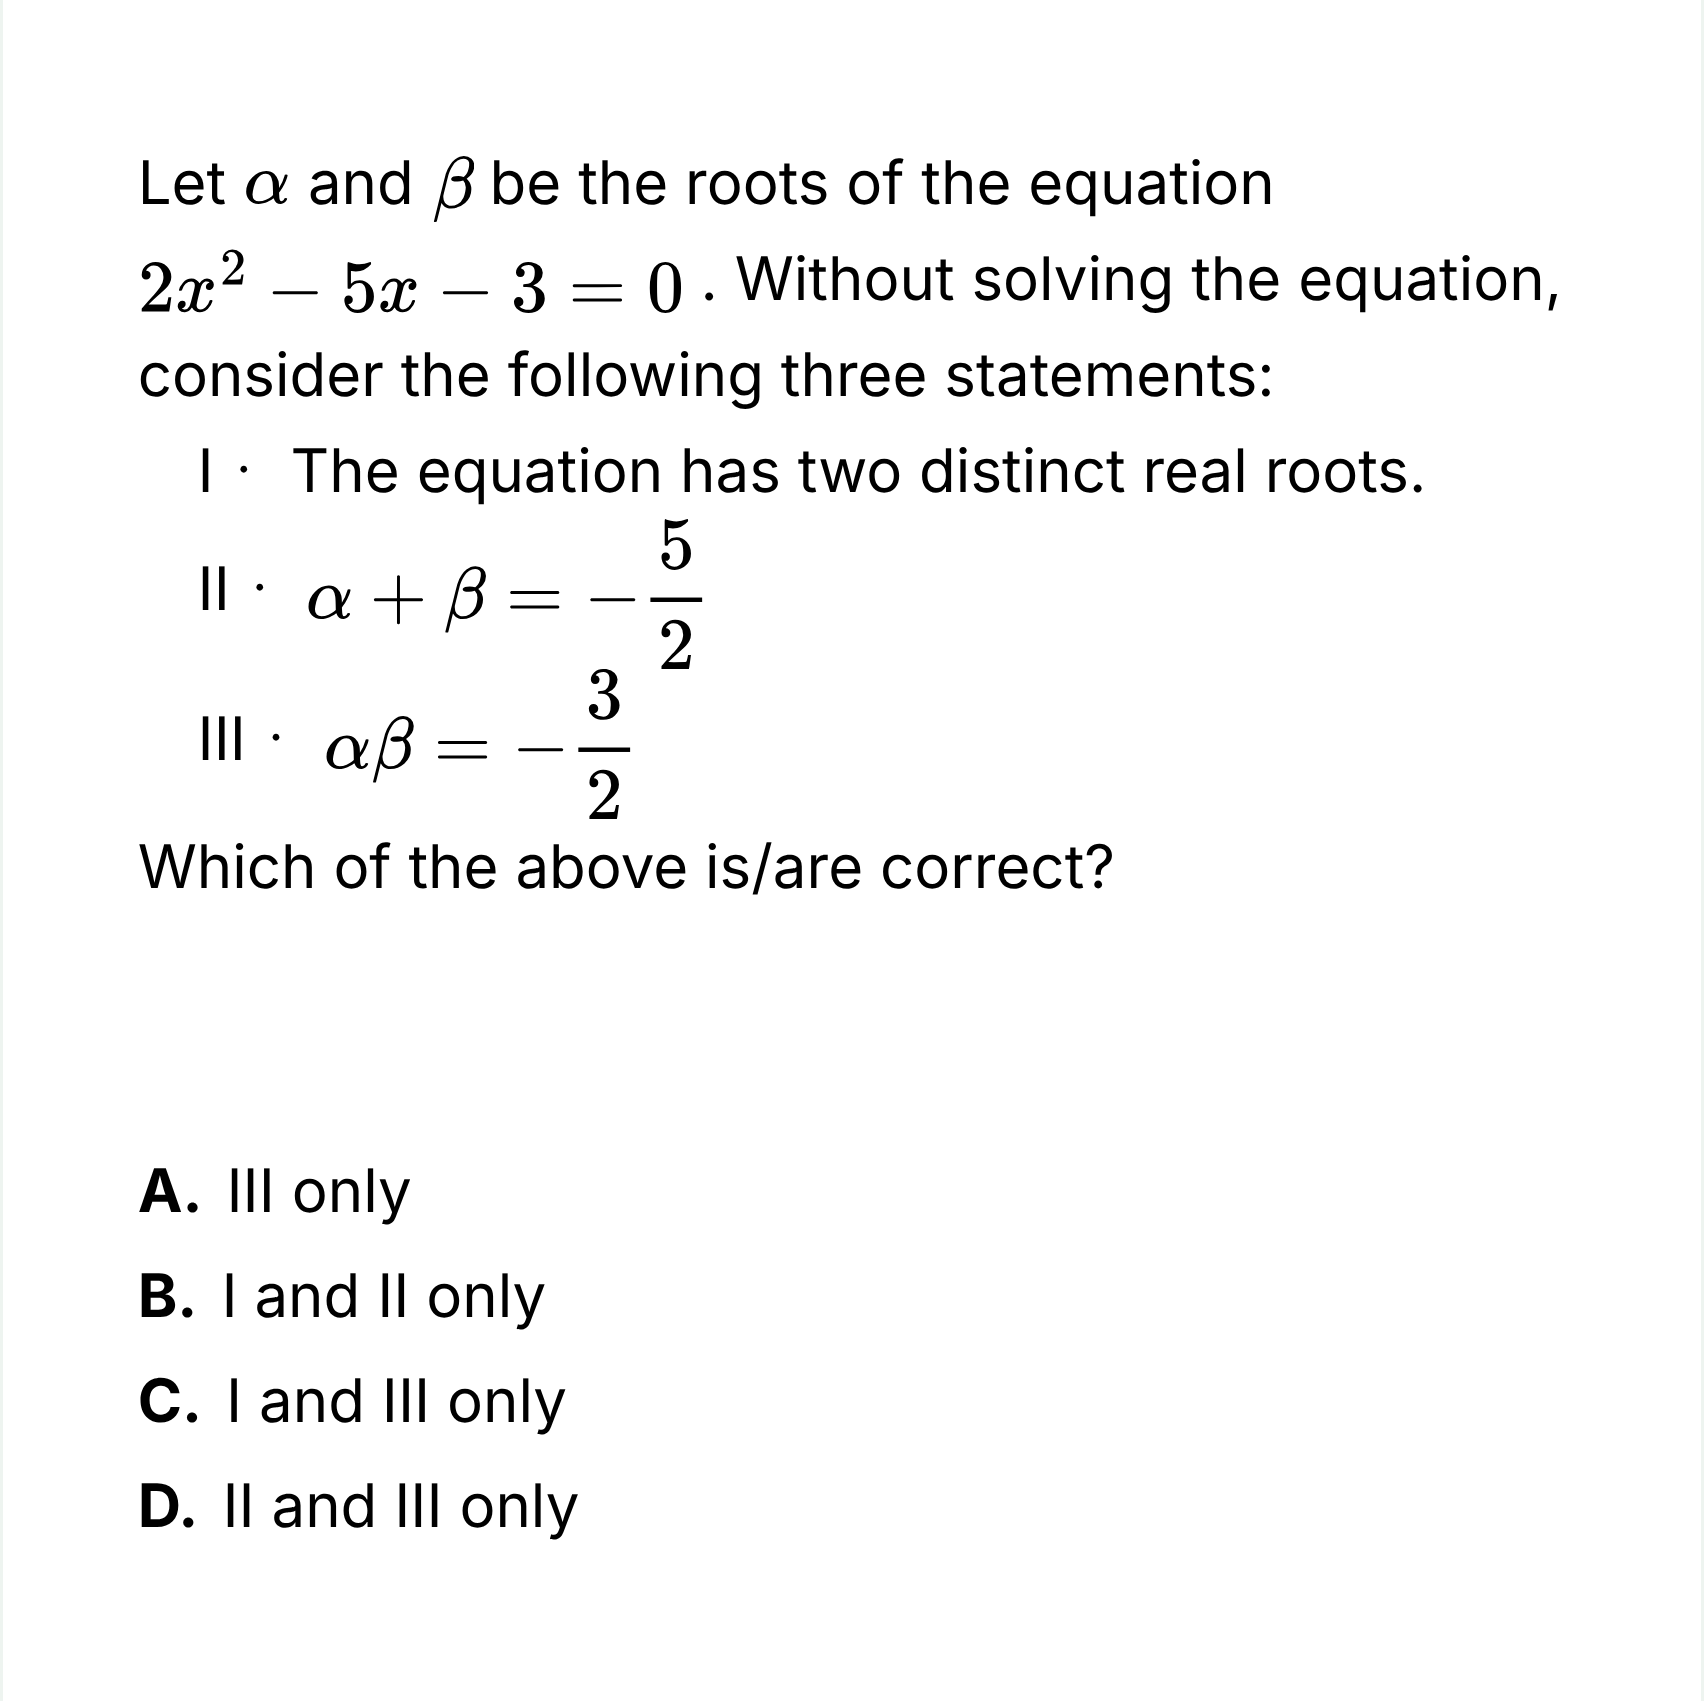 Let α and β be the roots of the equation
2x² − 5x − 3 = 0 . Without solving the equation,
consider the following three statements:
I · The equation has two distinct real roots.
II · α + β = −5/2
III · αβ = −3/2
Which of the above is/are correct?
A. III only
B. I and II only
C. I and III only
D. II and III only